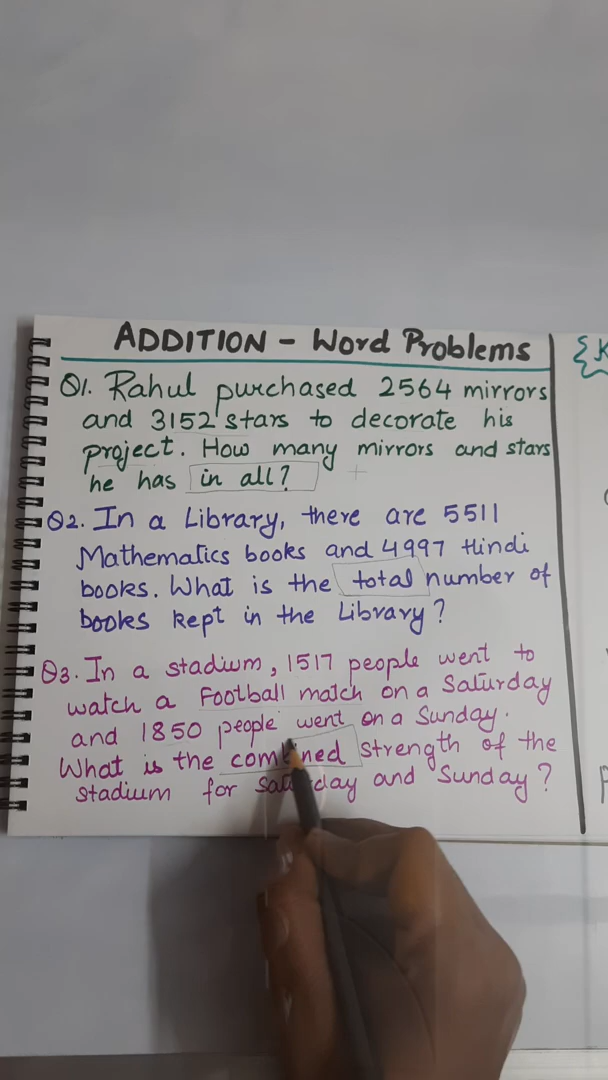 ADDITION - Word Problems
Q1. Rahul purchased 2564 mirrors
and 3152 stars to decorate his
project. How many mirrors and stars
he has in all?
Q2. In a Library, there are 5511
Mathematics books and 4997 Hindi
books. What is the total number of
books kept in the Library?
Q3. In a stadium, 1517 people went to
watch a Football match on a Saturday
and 1850 people went on a Sunday.
What is the combined strength of the
stadium for Saturday and Sunday?